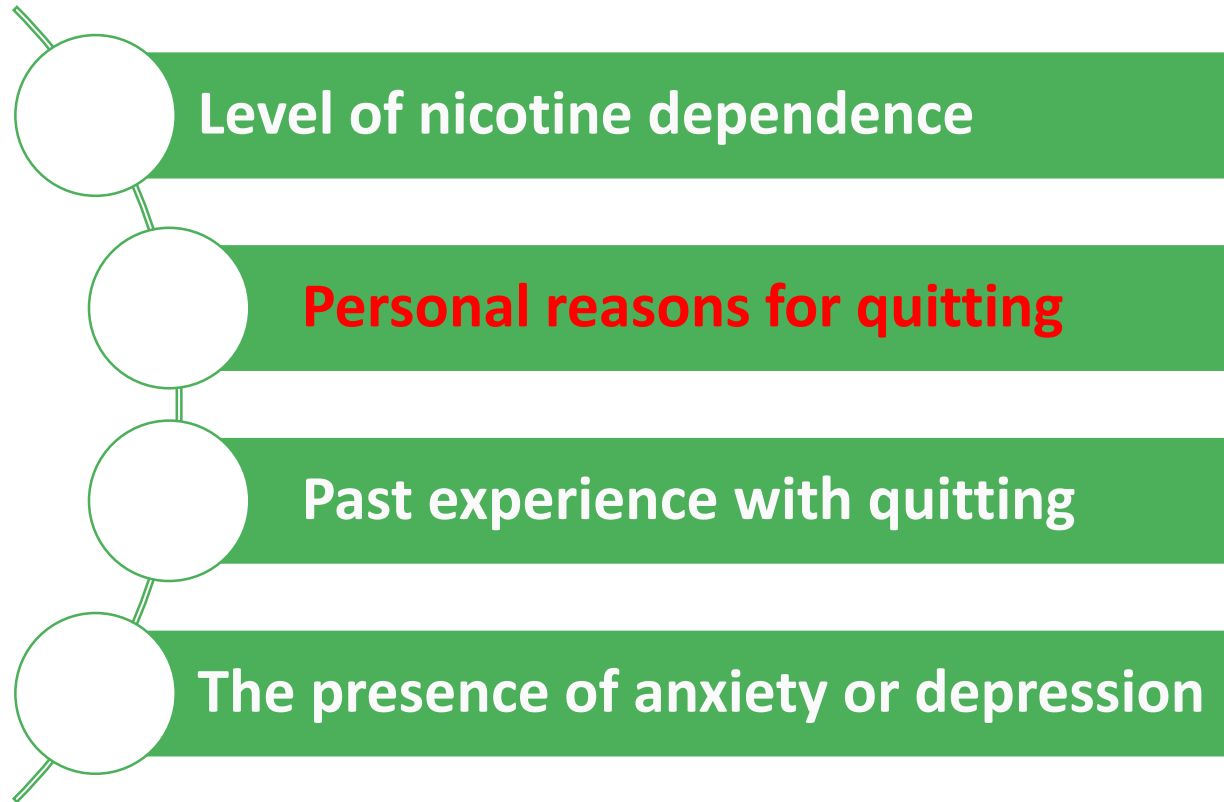 Level of nicotine dependence
Personal reasons for quitting
Past experience with quitting
The presence of anxiety or depression